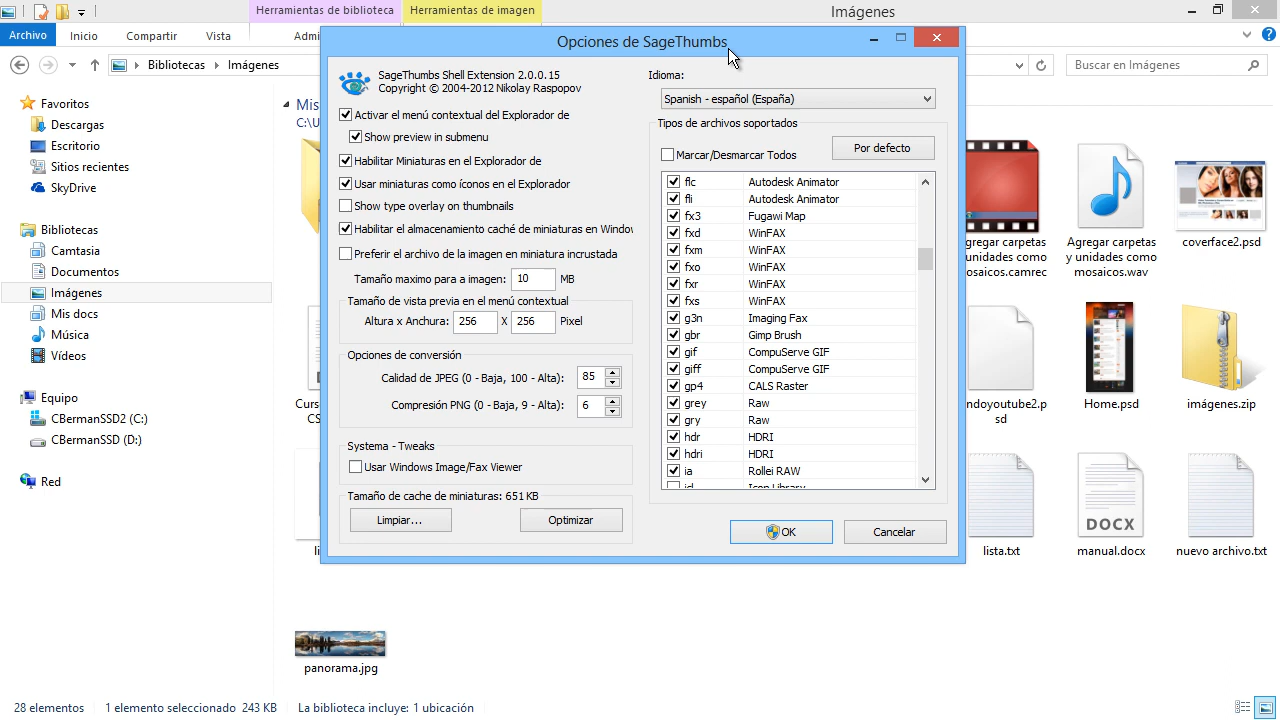 Herramientas de biblioteca
Herramientas de imagen
Imágenes
Archivo
Inicio
Compartir
Vista
Bibliotecas
Imágenes
Buscar en Imágenes
Opciones de SageThumbs
SageThumbs Shell Extension 2.0.0.15
Copyright © 2004-2012 Nikolay Raspopov
Activar el menú contextual del Explorador de
Show preview in submenu
Habilitar Miniaturas en el Explorador de
Usar miniaturas como íconos en el Explorador
Show type overlay on thumbnails
Habilitar el almacenamiento caché de miniaturas en
Preferir el archivo de la imagen en miniatura incrustada
Tamaño maximo para a imagen: 10 MB
Tamaño de vista previa en el menú contextual
Altura x Anchura: 256 X 256 Pixel
Opciones de conversión
Calidad de JPEG (0 - Baja, 100 - Alta): 85
Compresión PNG (0 - Baja, 9 - Alta): 6
Systema - Tweaks
Usar Windows Image/Fax Viewer
Tamaño de cache de miniaturas: 651 KB
Limpiar...
Optimizar
Idioma:
Spanish - español (España)
Tipos de archivos soportados
Marcar/Desmarcar Todos
Por defecto
flc Autodesk Animator
fli Autodesk Animator
fx3 Fugawi Map
fxd WinFAX
fxm WinFAX
fxo WinFAX
fxr WinFAX
fxs WinFAX
g3n Imaging Fax
gbr Gimp Brush
gif CompuServe GIF
giff CompuServe GIF
gp4 CALS Raster
grey Raw
gry Raw
hdr HDRI
hdri HDRI
ia Rollei RAW
OK
Cancelar
Favoritos
Descargas
Escritorio
Sitios recientes
SkyDrive
Bibliotecas
Camtasia
Documentos
Imágenes
Mis docs
Música
Vídeos
Equipo
CBermanSSD2 (C:)
CBermanSSD (D:)
Red
Mis
Agregar carpetas
y unidades como
mosaicos.wav
coverface2.psd
unidades como
mosaicos.camrec
Home.psd
imágenes.zip
lista.txt
DOCX
manual.docx
nuevo archivo.txt
panorama.jpg
28 elementos
1 elemento seleccionado 243 KB
La biblioteca incluye: 1 ubicación